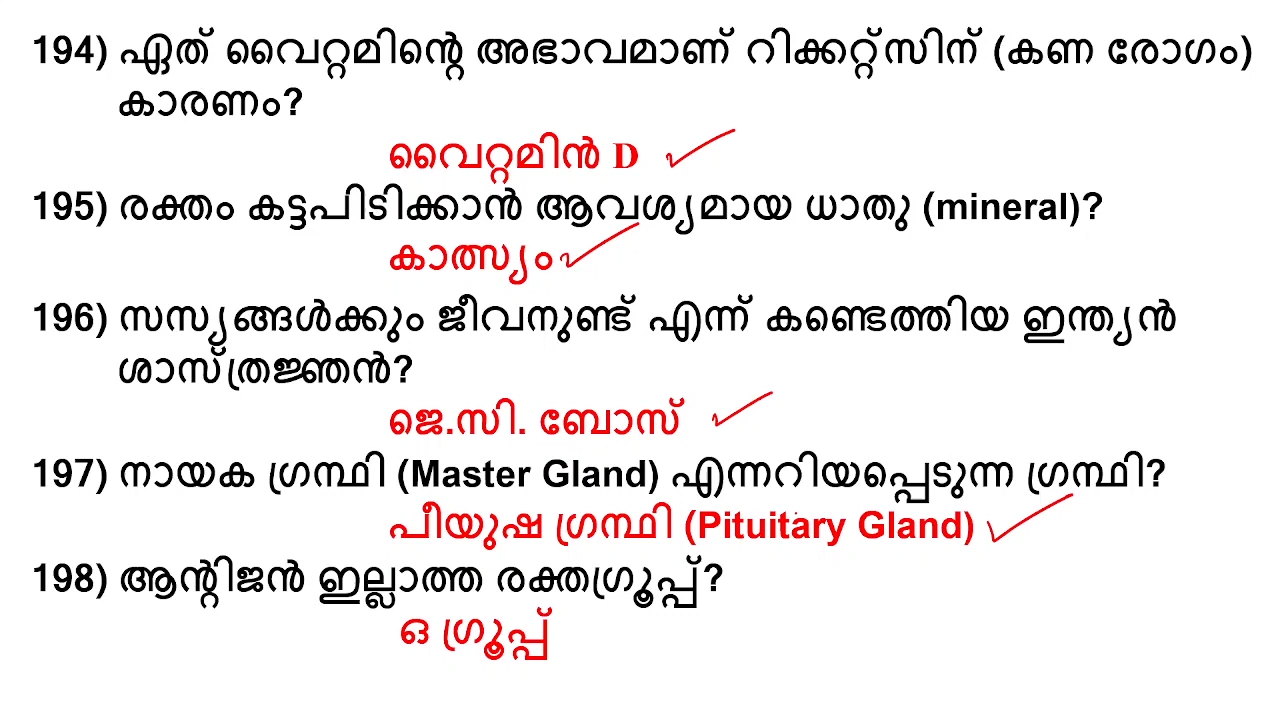 194) ഏത് വൈറ്റമിന്റെ അഭാവമാണ് റിക്കറ്റ്സിന് (കണ രോഗം)
കാരണം?
വൈറ്റമിൻ D
195) രക്തം കട്ടപിടിക്കാൻ ആവശ്യമായ ധാതു (mineral)?
കാത്സ്യം
196) സസ്യങ്ങൾക്കും ജീവനുണ്ട് എന്ന് കണ്ടെത്തിയ ഇന്ത്യൻ
ശാസ്ത്രജ്ഞൻ?
ജെ.സി. ബോസ്
197) നായക ഗ്രന്ഥി (Master Gland) എന്നറിയപ്പെടുന്ന ഗ്രന്ഥി?
പീയുഷ ഗ്രന്ഥി (Pituitary Gland)
198) ആന്റിജൻ ഇല്ലാത്ത രക്തഗ്രൂപ്പ്?
ഒ ഗ്രൂപ്പ്